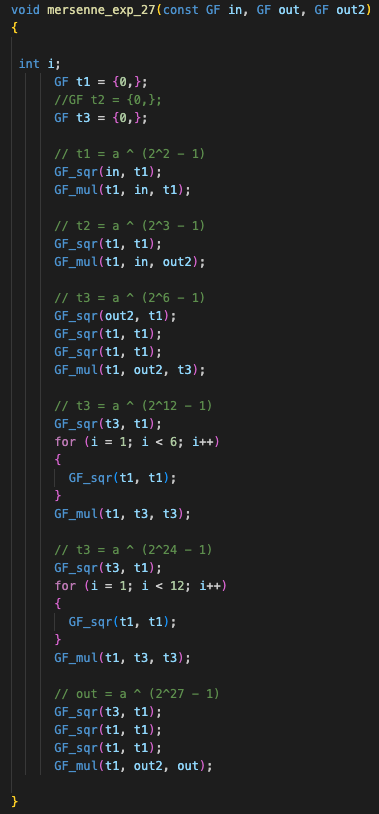 void mersenne_exp_27(const GF in, GF out, GF out2)
{
int i;
GF t1 = {0,};
//GF t2 = {0,};
GF t3 = {0,};
// t1 = a ^ (2^2 - 1)
GF_sqr(in, t1);
GF_mul(t1, in, t1);
// t2 = a ^ (2^3 - 1)
GF_sqr(t1, t1);
GF_mul(t1, in, out2);
// t3 = a ^ (2^6 - 1)
GF_sqr(out2, t1);
GF_sqr(t1, t1);
GF_sqr(t1, t1);
GF_mul(t1, out2, t3);
// t3 = a ^ (2^12 - 1)
GF_sqr(t3, t1);
for (i = 1; i < 6; i++)
{
GF_sqr(t1, t1);
}
GF_mul(t1, t3, t3);
// t3 = a ^ (2^24 - 1)
GF_sqr(t3, t1);
for (i = 1; i < 12; i++)
{
GF_sqr(t1, t1);
}
GF_mul(t1, t3, t3);
// out = a ^ (2^27 - 1)
GF_sqr(t3, t1);
GF_sqr(t1, t1);
GF_sqr(t1, t1);
GF_mul(t1, out2, out);
}